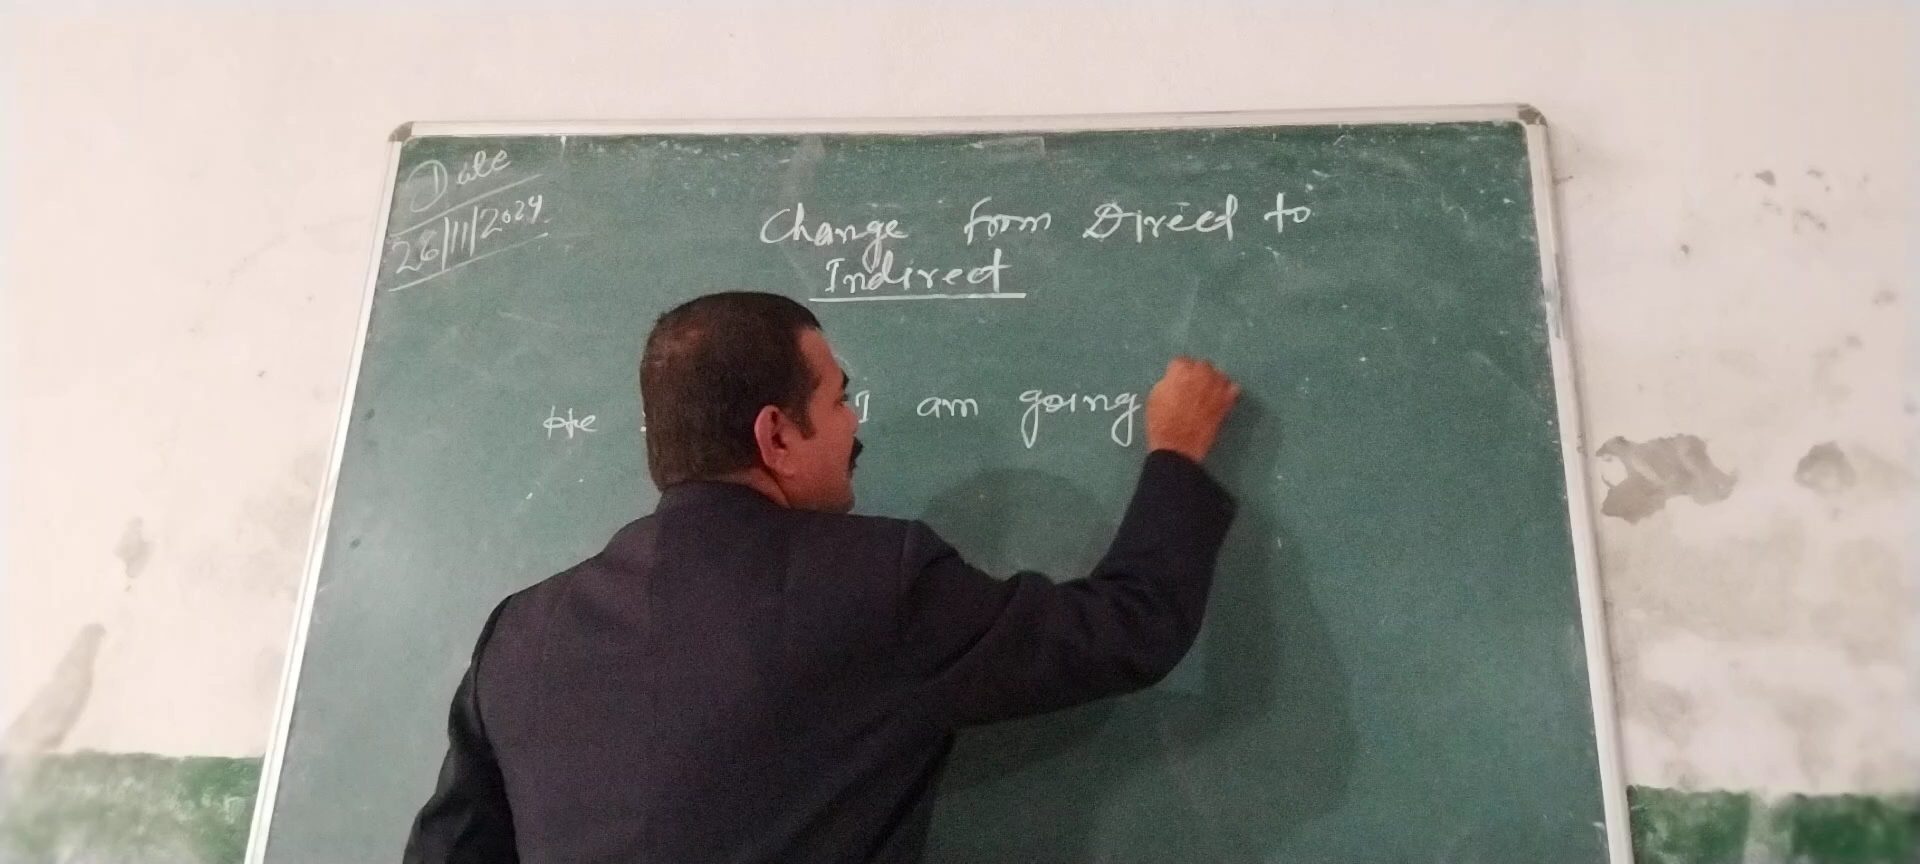 Date
26/11/2024
Change from Direct to
Indirect
He I am going